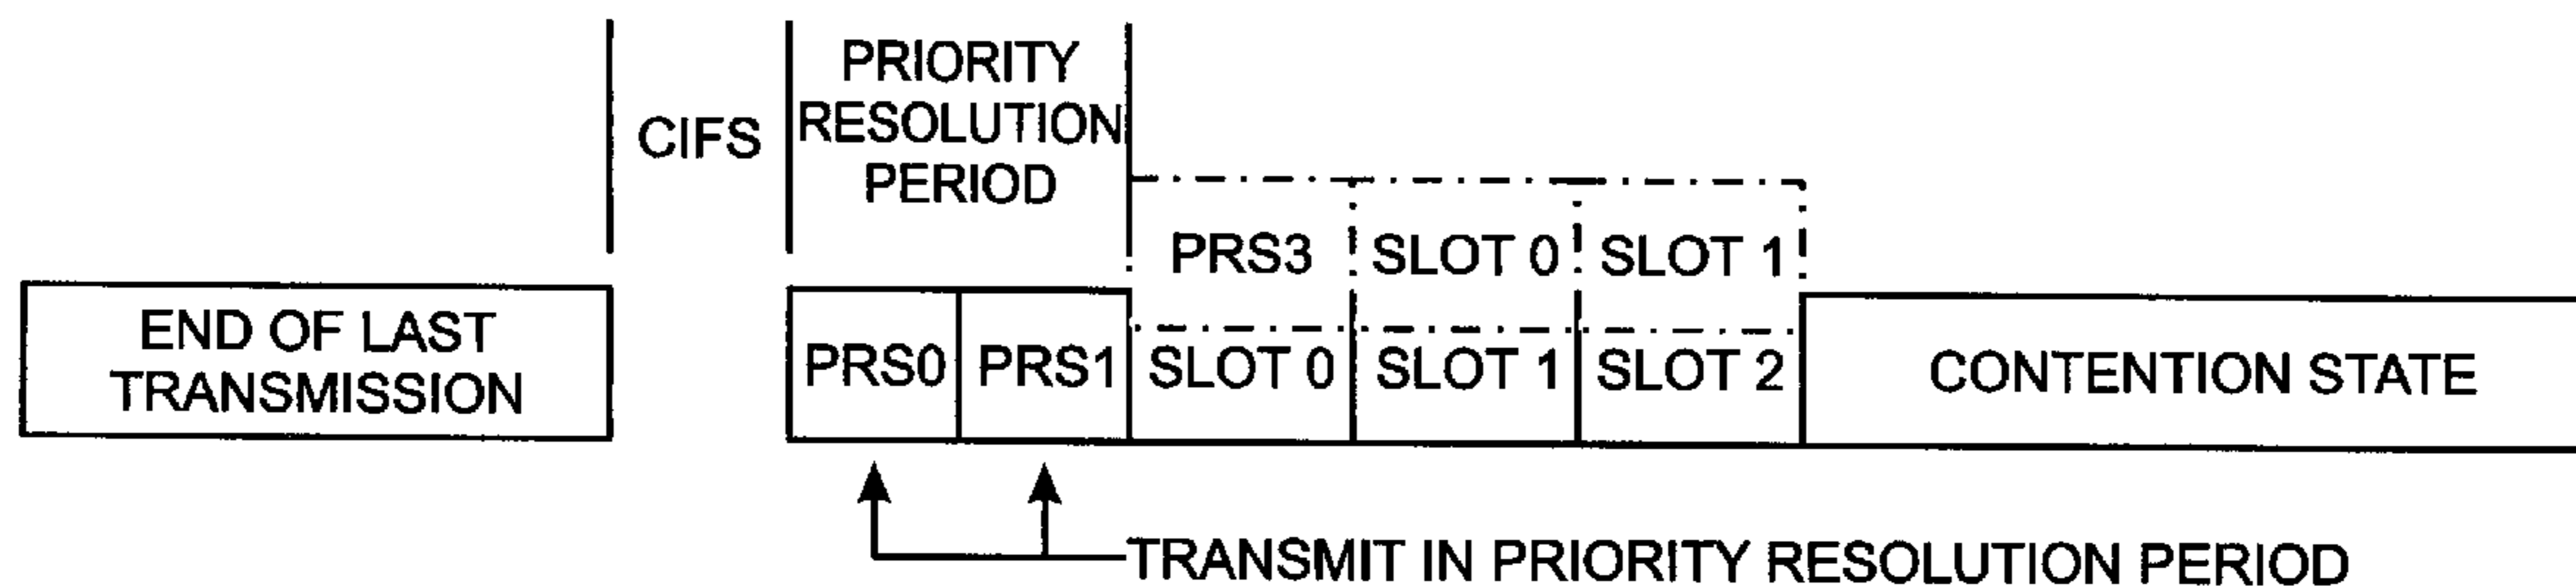 PRIORITY
RESOLUTION
PERIOD
CIFS
PRS3 SLOT 0 SLOT 1
END OF LAST
TRANSMISSION
PRS0 PRS1 SLOT 0 SLOT 1 SLOT 2 CONTENTION STATE
TRANSMIT IN PRIORITY RESOLUTION PERIOD